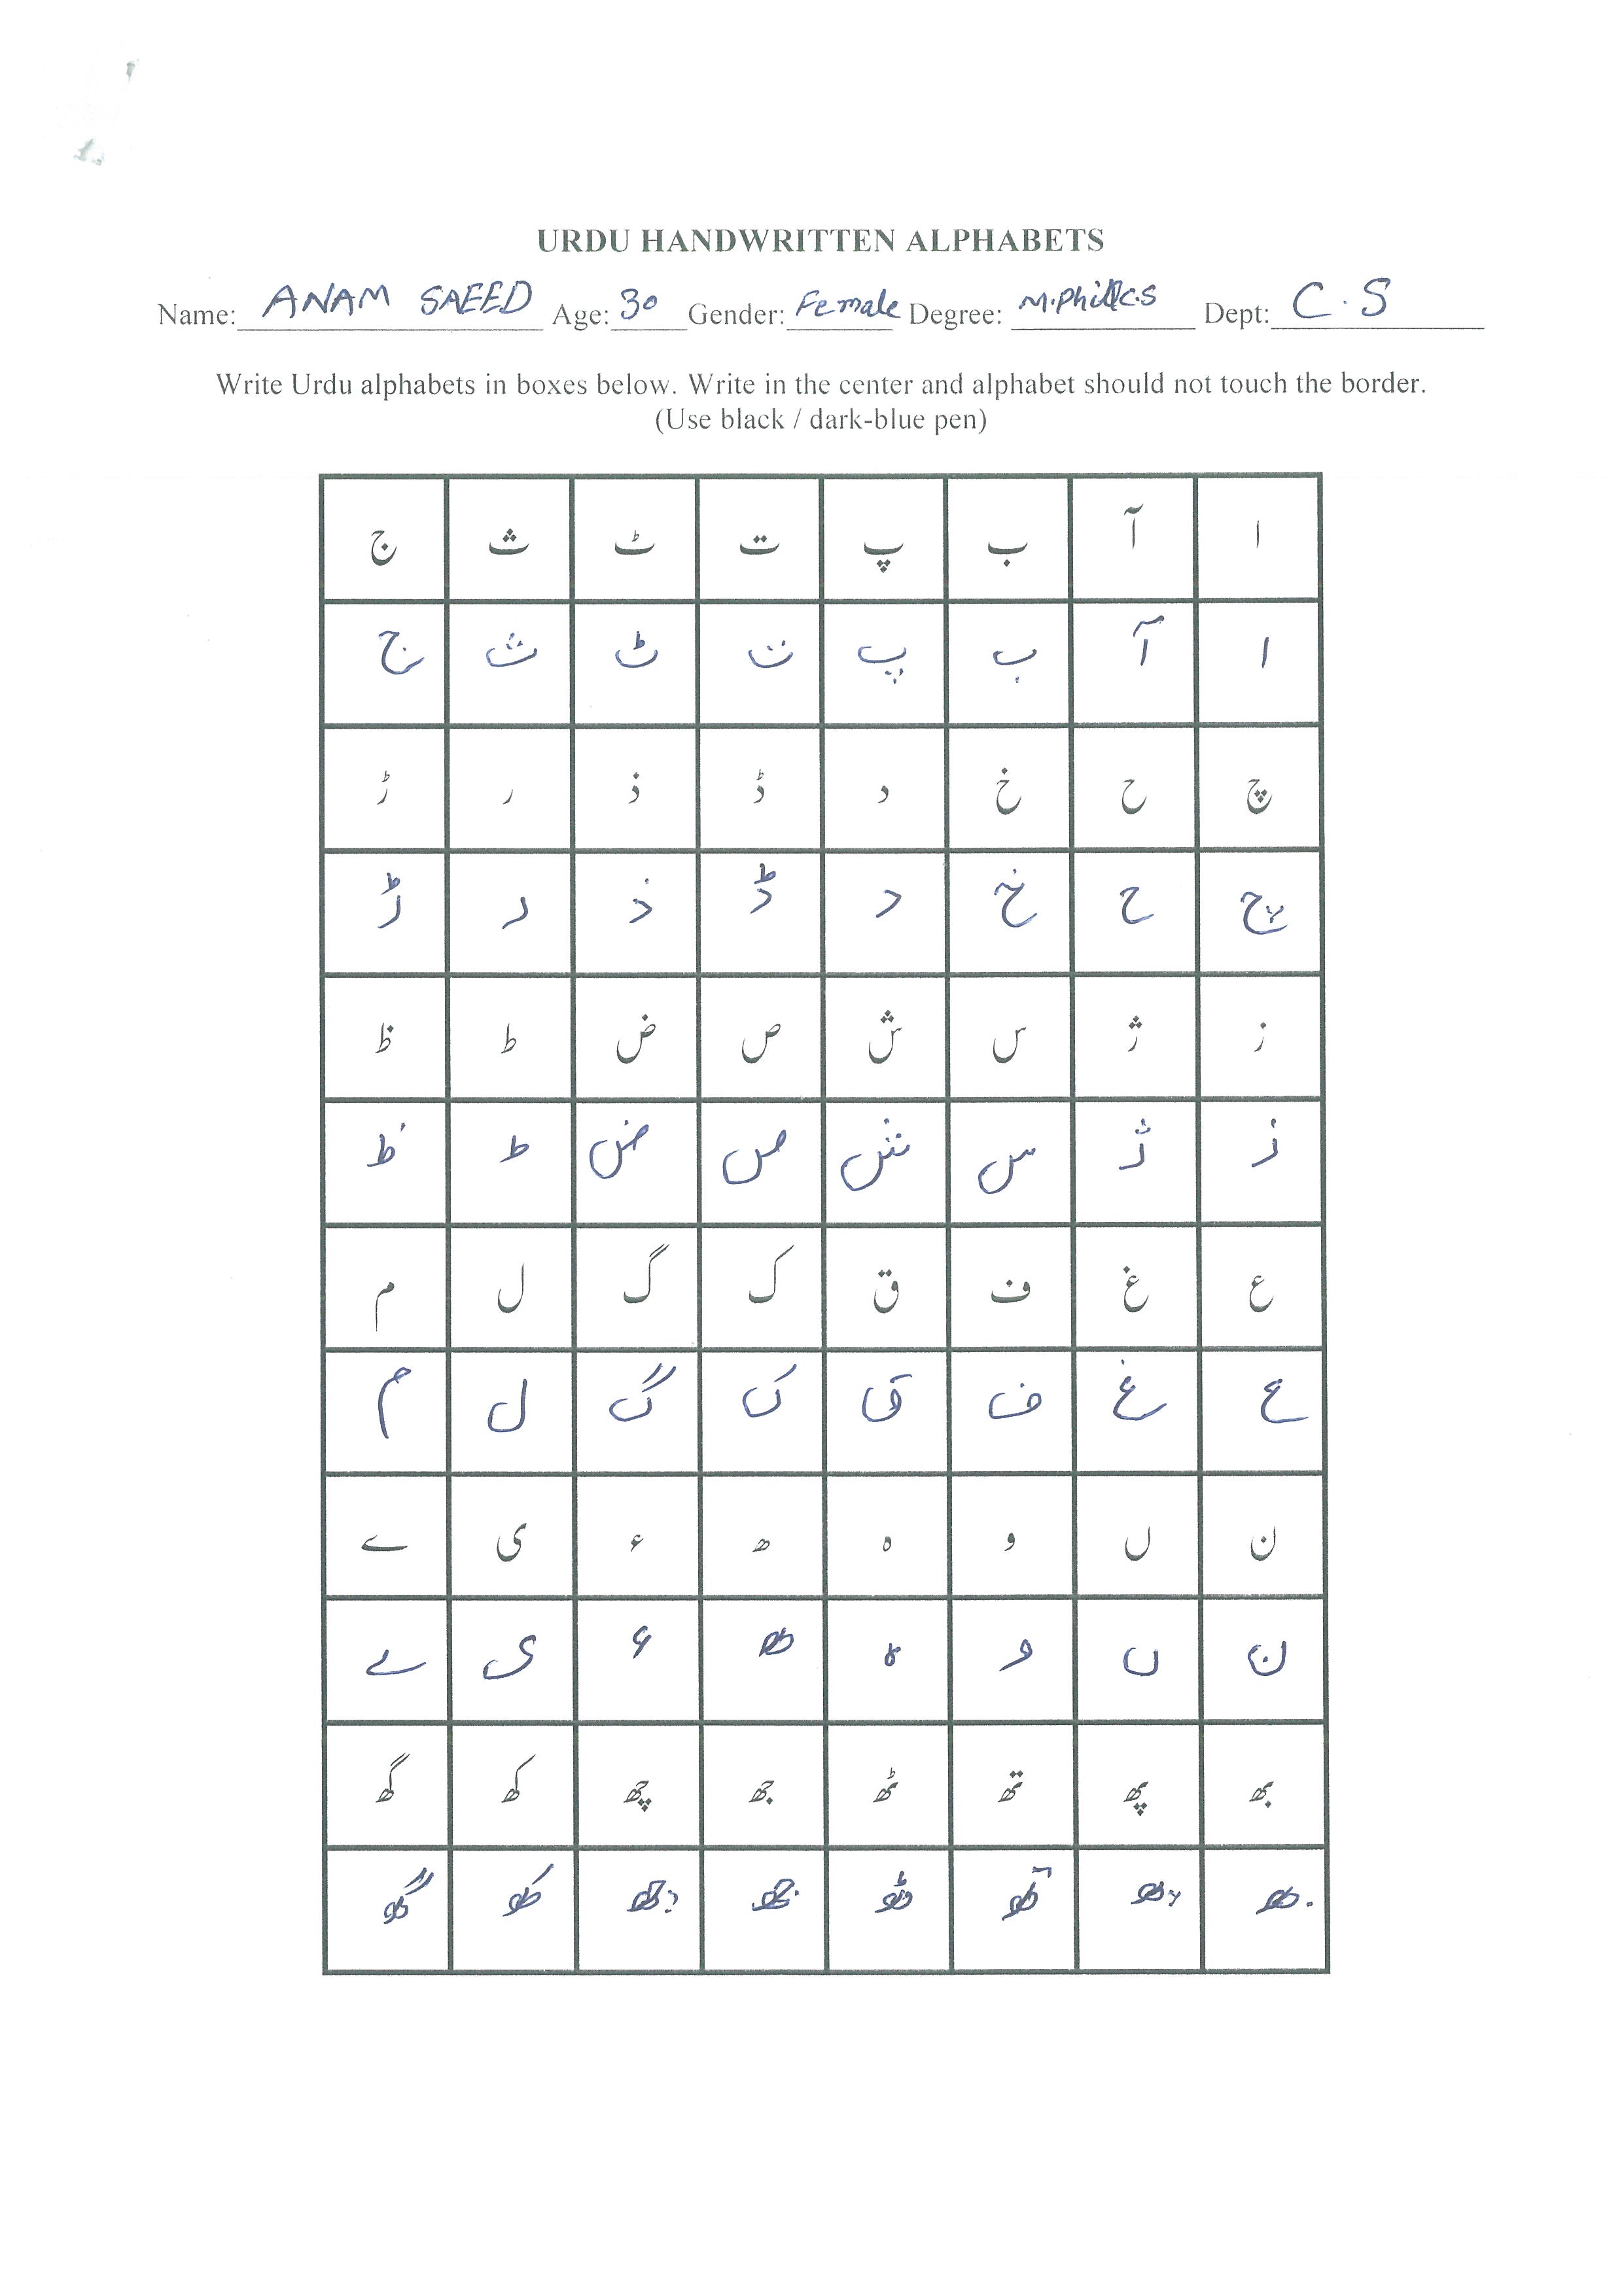 URDU HANDWRITTEN ALPHABETS
Name: ANAM SAEED Age: 30 Gender: Female Degree: M.Phil C.S Dept: C.S
Write Urdu alphabets in boxes below. Write in the center and alphabet should not touch the border.
(Use black / dark-blue pen)
ا آ ب پ ت ٹ ث ج
ا آ ب پ ت ٹ ث ج
چ ح خ د ڈ ذ ر ڑ
چ ح خ د ڈ ذ ر ڑ
ز ژ س ش ص ض ط ظ
ز ژ س ش ص ض ط ظ
ع غ ف ق ک گ ل م
ع غ ف ق ک گ ل م
ن ں و ہ ھ ء ی ے
ن ں و ہ ھ ء ی ے
بھ پھ تھ ٹھ جھ چھ کھ گھ
بھ پھ تھ ٹھ جھ چھ کھ گھ